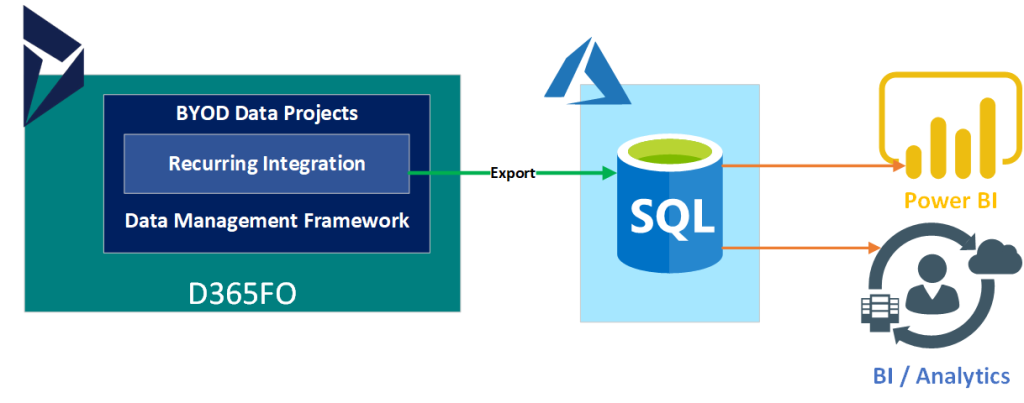 BYOD Data Projects
Recurring Integration
Data Management Framework
D365FO
Export
SQL
Power BI
BI / Analytics